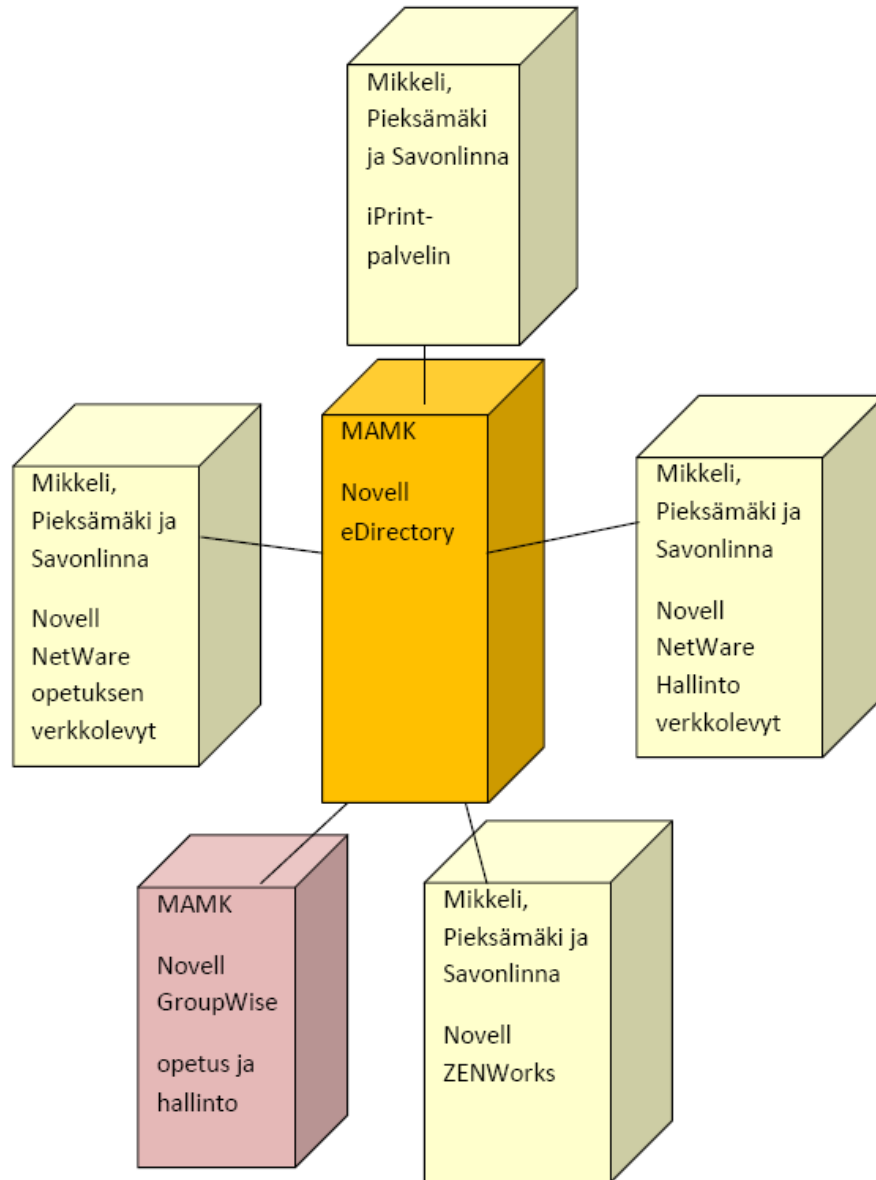 Mikkeli,
Pieksämäki
ja Savonlinna
iPrint-
palvelin
MAMK
Novell
eDirectory
Mikkeli,
Pieksämäki ja
Savonlinna
Novell
NetWare
opetuksen
verkkolevyt
Mikkeli,
Pieksämäki ja
Savonlinna
Novell
NetWare
Hallinto
verkkolevyt
MAMK
Novell
GroupWise
opetus ja
hallinto
Mikkeli,
Pieksämäki ja
Savonlinna
Novell
ZENWorks